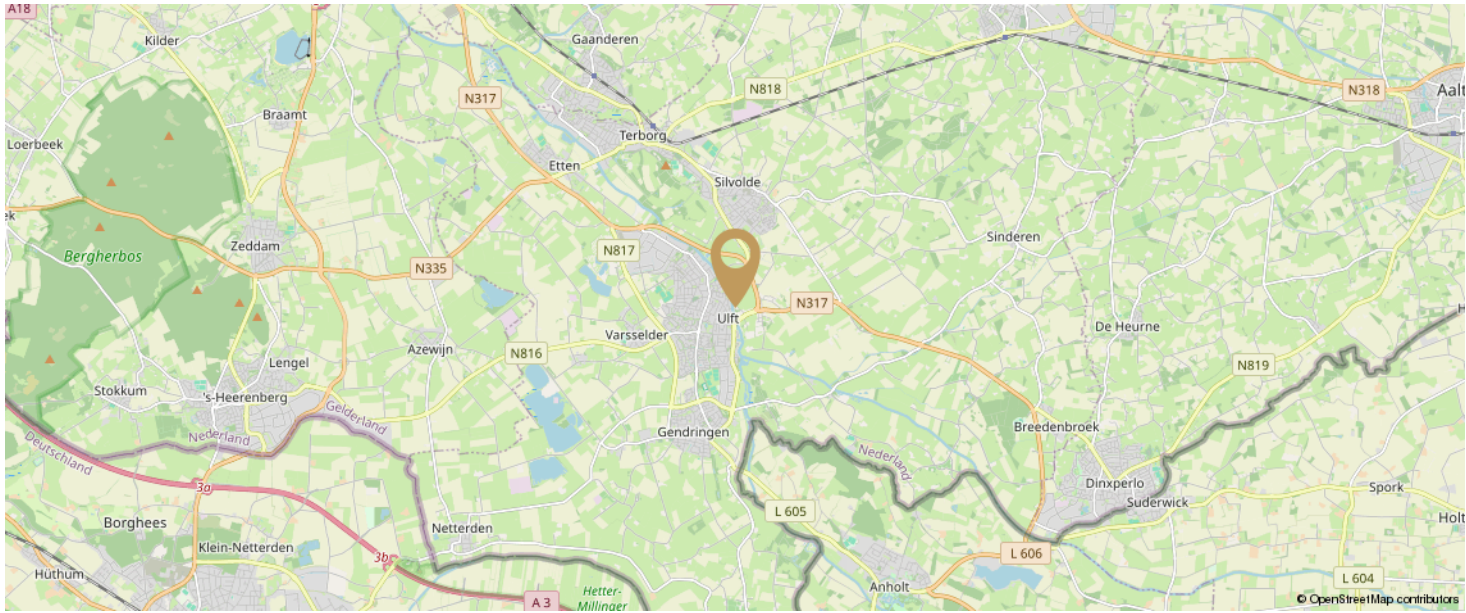 A18
Kilder
Gaanderen
N317
N818
N318
Aalt
Braamt
Loerbeek
Terborg
Etten
Silvolde
ek
Zeddam
Bergherbos
N817
Sinderen
N335
N317
Ulft
De Heurne
Varsselder
Azewijn
N816
Lengel
N819
Stokkum
's-Heerenberg
Gelderland
Nederland
Deutschland
Gendringen
Breedenbroek
Nederland
Dinxperlo
Suderwick
Spork
3a
L 605
Borghees
Netterden
Holt
Klein-Netterden
3b
L 606
Hüthum
Anholt
L 604
Hetter-
Millinger
A 3
© OpenStreetMap contributors